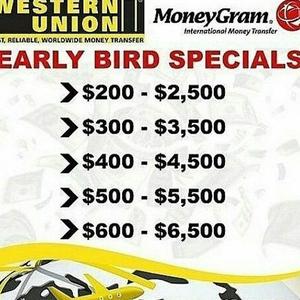 WESTERN
UNION
ST, RELIABLE, WORLDWIDE MONEY TRANSFER
MoneyGram
International Money Transfer
EARLY BIRD SPECIALS
$200 - $2,500
$300 - $3,500
$400 - $4,500
$500 - $5,500
$600 - $6,500